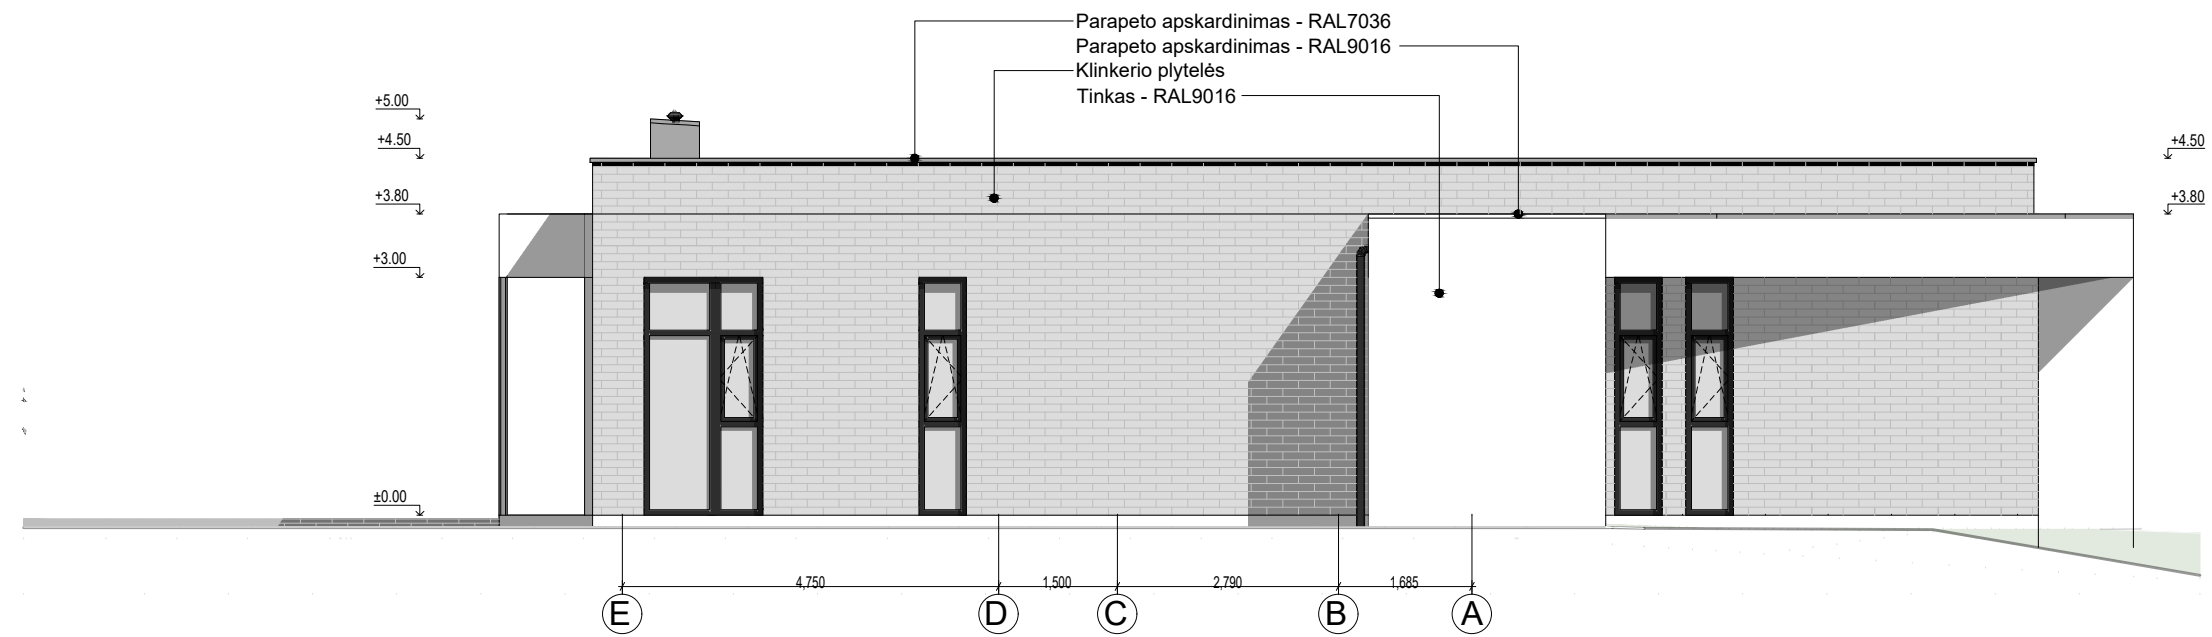 Parapeto apskardinimas - RAL7036
Parapeto apskardinimas - RAL9016
Klinkerio plytelės
Tinkas - RAL9016
+5.00
+4.50
+3.80
+3.00
±0.00
+4.50
+3.80
4,750
1,500
2,790
1,685
E
D
C
B
A